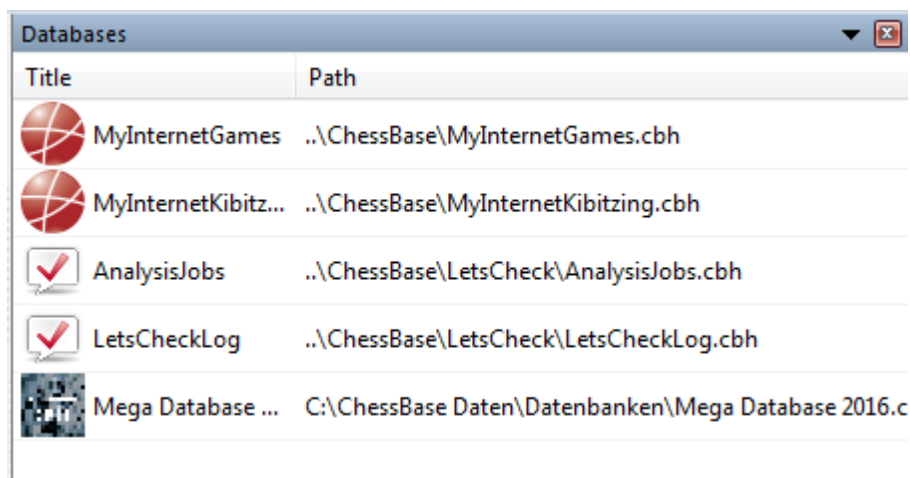 Databases
Title Path
MyInternetGames ..\ChessBase\MyInternetGames.cbh
MyInternetKibitz... ..\ChessBase\MyInternetKibitzing.cbh
AnalysisJobs ..\ChessBase\LetsCheck\AnalysisJobs.cbh
LetsCheckLog ..\ChessBase\LetsCheck\LetsCheckLog.cbh
Mega Database ... C:\ChessBase Daten\Datenbanken\Mega Database 2016.c